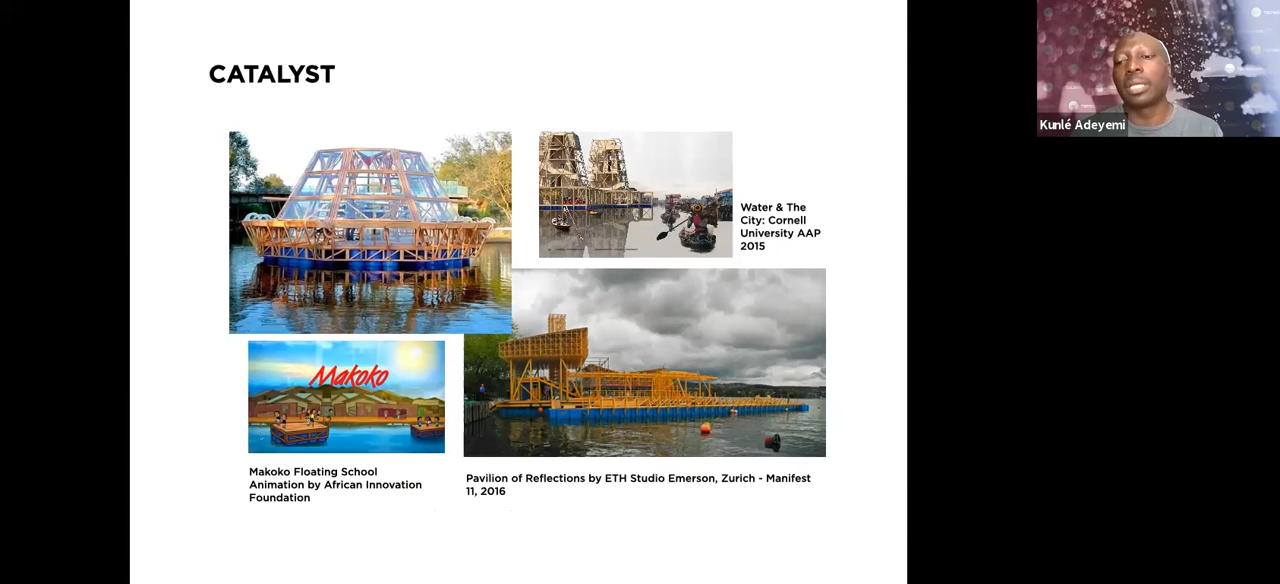 CATALYST
Kunlé Adeyemi
Water & The
City: Cornell
University AAP
2015
Makoko
Makoko Floating School
Animation by African Innovation
Foundation
Pavilion of Reflections by ETH Studio Emerson, Zurich - Manifest
11, 2016